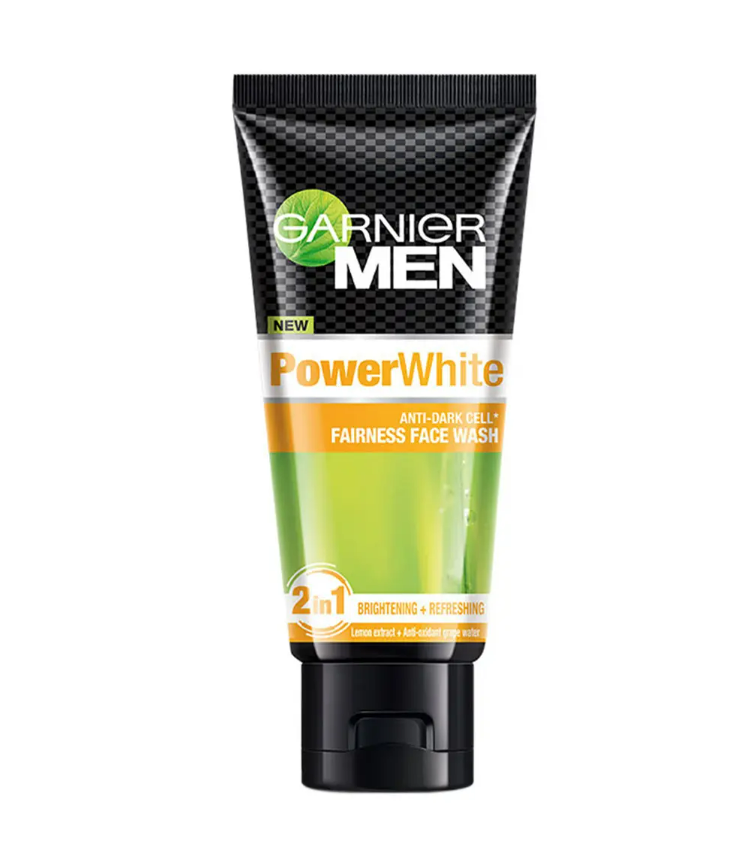 GARNIER
MEN
NEW
PowerWhite
ANTI-DARK CELL*
FAIRNESS FACE WASH
2in1
BRIGHTENING + REFRESHING
Lemon extract + Anti-oxidant grape water